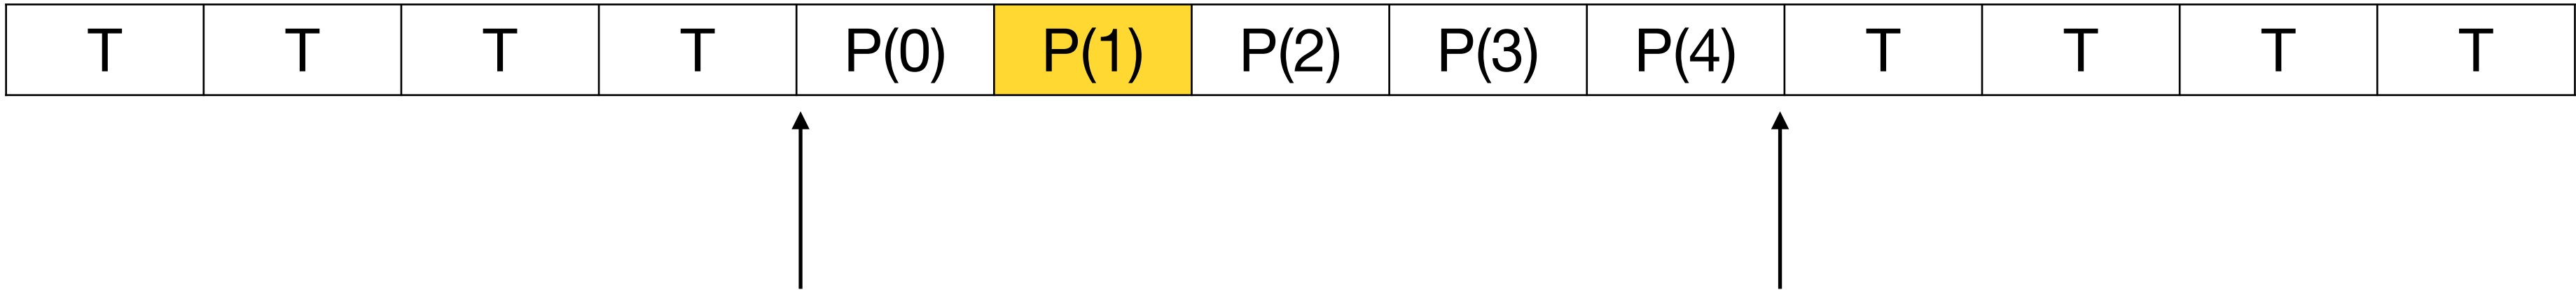 T T T T P(0) P(1) P(2) P(3) P(4) T T T T